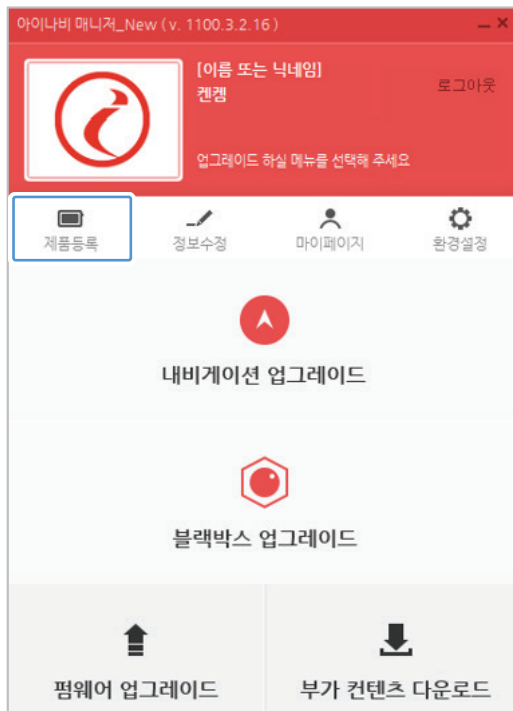 아이나비 매니저_New ( v. 1100.3.2.16 )
[이름 또는 닉네임]
켄켐
로그아웃
업그레이드 하실 메뉴를 선택해 주세요
제품등록
정보수정
마이페이지
환경설정
내비게이션 업그레이드
블랙박스 업그레이드
펌웨어 업그레이드
부가 컨텐츠 다운로드